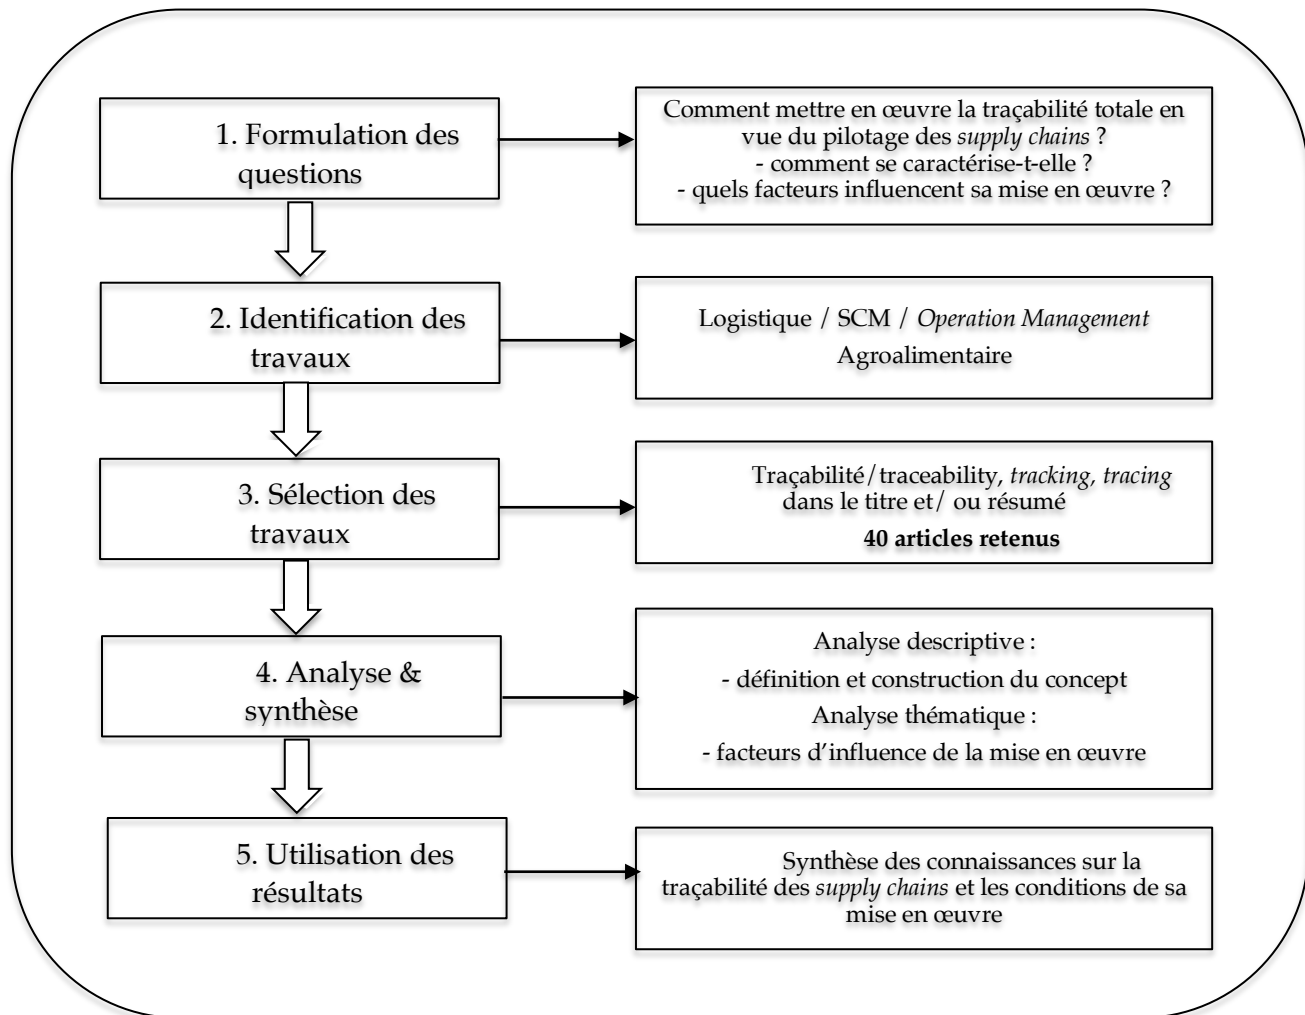 1. Formulation des
questions
Comment mettre en œuvre la traçabilité totale en
vue du pilotage des supply chains ?
- comment se caractérise-t-elle ?
- quels facteurs influencent sa mise en œuvre ?
2. Identification des
travaux
Logistique / SCM / Operation Management
Agroalimentaire
3. Sélection des
travaux
Traçabilité/traceability, tracking, tracing
dans le titre et/ ou résumé
40 articles retenus
4. Analyse &
synthèse
Analyse descriptive :
- définition et construction du concept
Analyse thématique :
- facteurs d’influence de la mise en œuvre
5. Utilisation des
résultats
Synthèse des connaissances sur la
traçabilité des supply chains et les conditions de sa
mise en œuvre